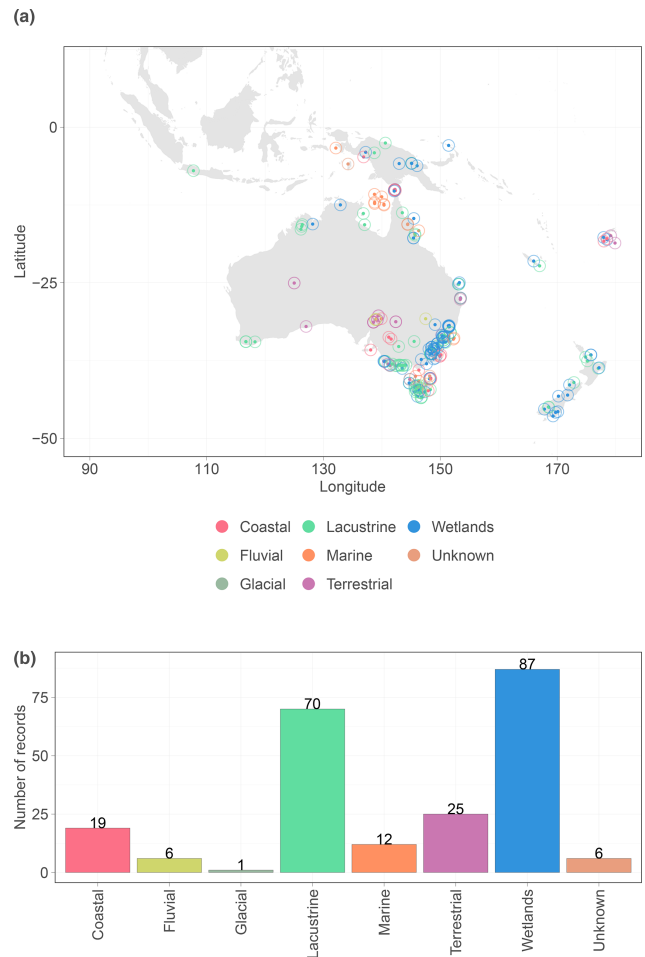 (a)
0
−25
−50
Latitude
90 110 130 150 170
Longitude
Coastal Lacustrine Wetlands
Fluvial Marine Unknown
Glacial Terrestrial
(b)
Number of records
75
50
25
0
19 6 1 70 12 25 87 6
Coastal
Fluvial
Glacial
Lacustrine
Marine
Terrestrial
Wetlands
Unknown